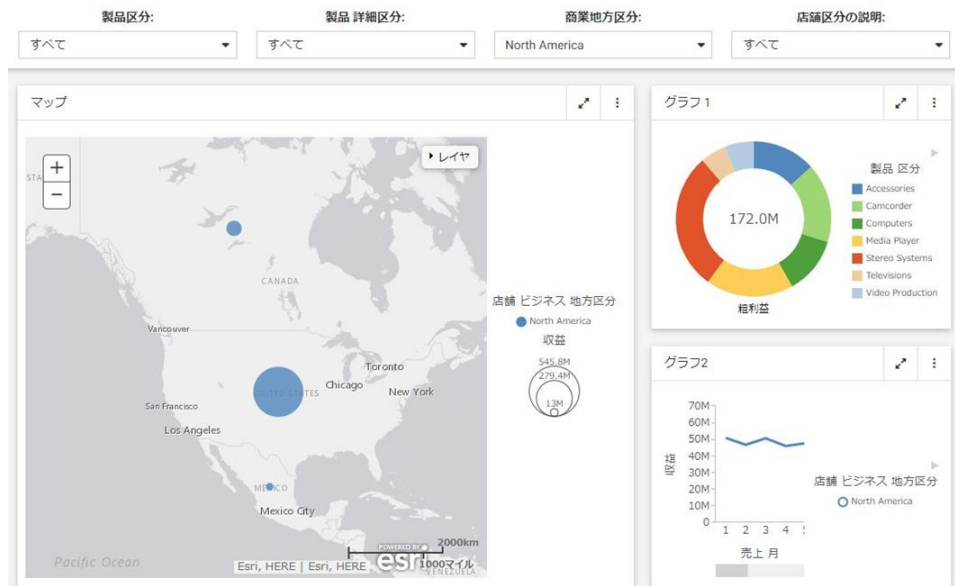 製品区分:
製品 詳細区分:
商業地方区分:
店舗区分の説明:
すべて
すべて
North America
すべて
マップ
+
−
レイヤ
STA
CANADA
Vancouver
Toronto
Chicago
New York
UNITED STATES
San Francisco
Los Angeles
MEXICO
Mexico City
Pacific Ocean
VENEZUELA
2000km
1000マイル
POWERED BY
esri
Esri, HERE | Esri, HERE
店舗 ビジネス 地方区分
North America
収益
545.8M
279.4M
13M
グラフ 1
172.0M
粗利益
製品 区分
Accessories
Camcorder
Computers
Media Player
Stereo Systems
Televisions
Video Production
グラフ2
収益
70M
60M
50M
40M
30M
20M
10M
0
1 2 3 4
売上 月
店舗 ビジネス 地方区分
North America